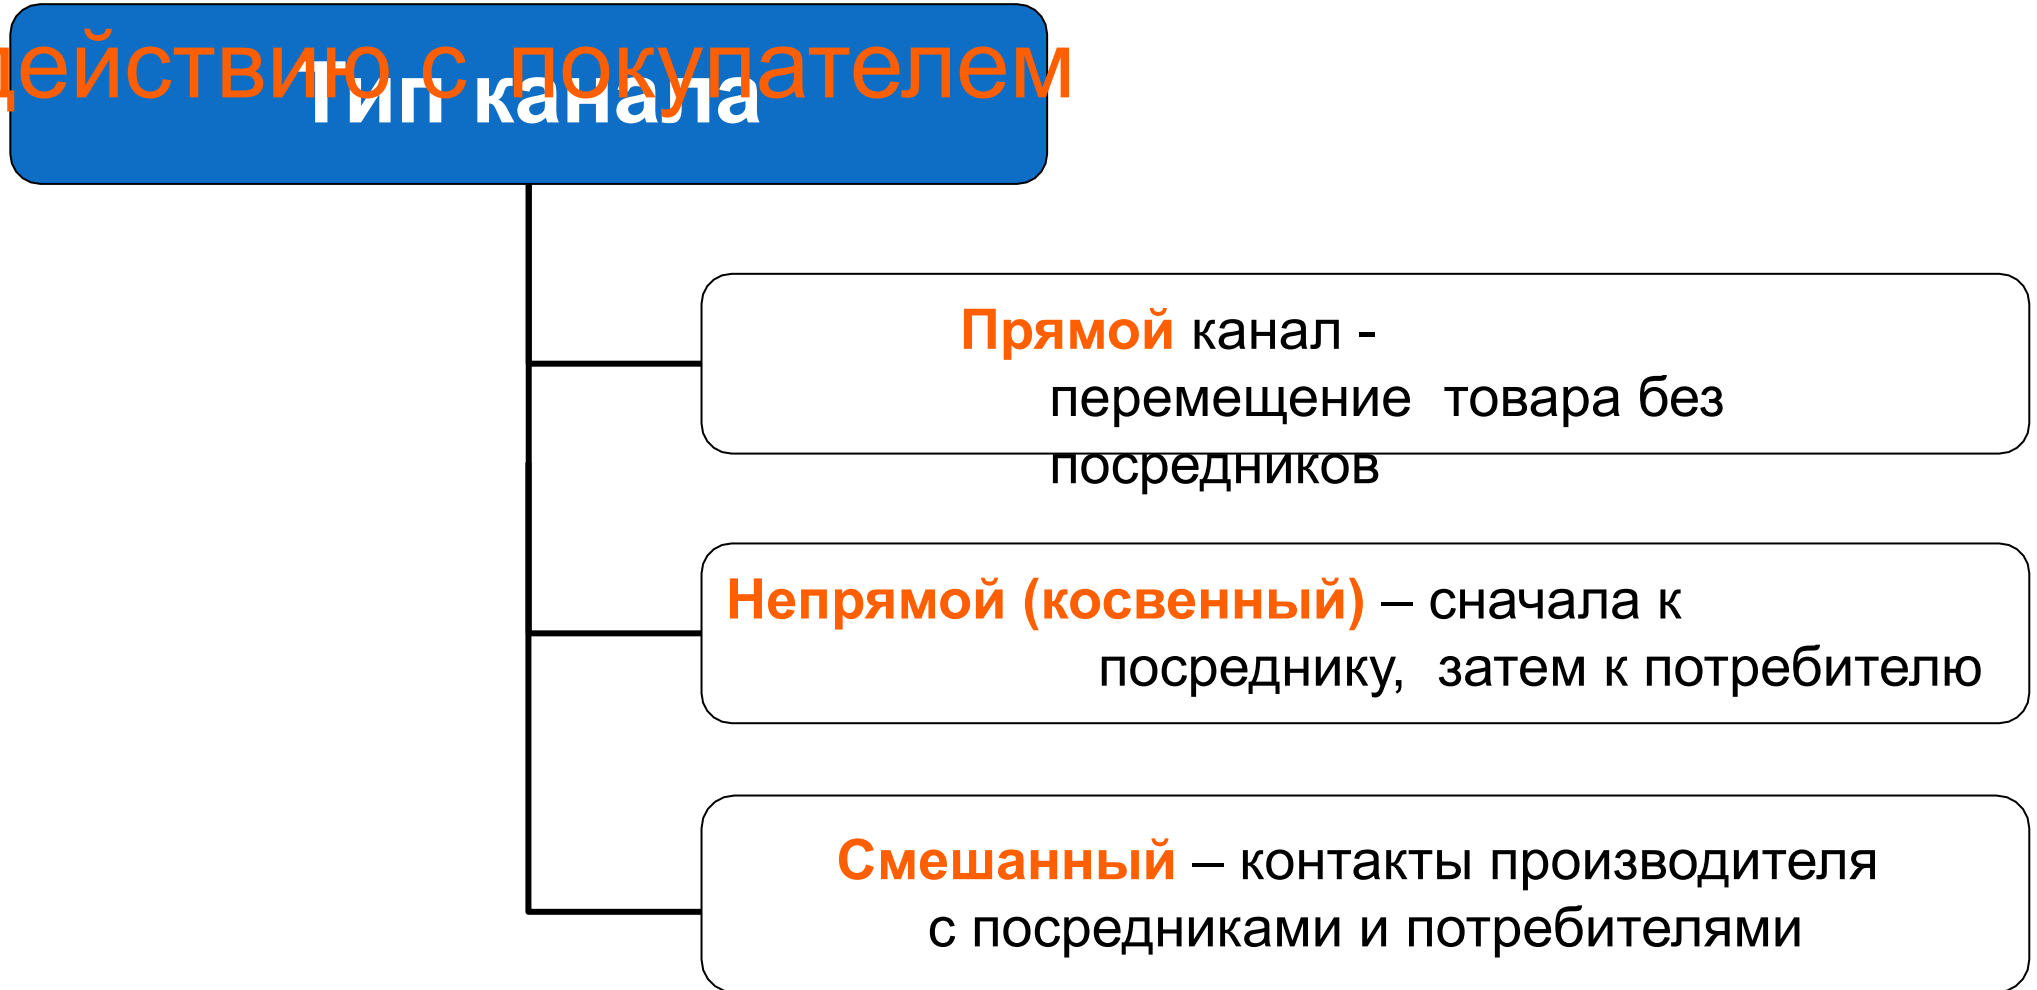 действию с покупателем
Тип канала
Прямой канал -
перемещение товара без
посредников
Непрямой (косвенный) – сначала к
посреднику, затем к потребителю
Смешанный – контакты производителя
с посредниками и потребителями